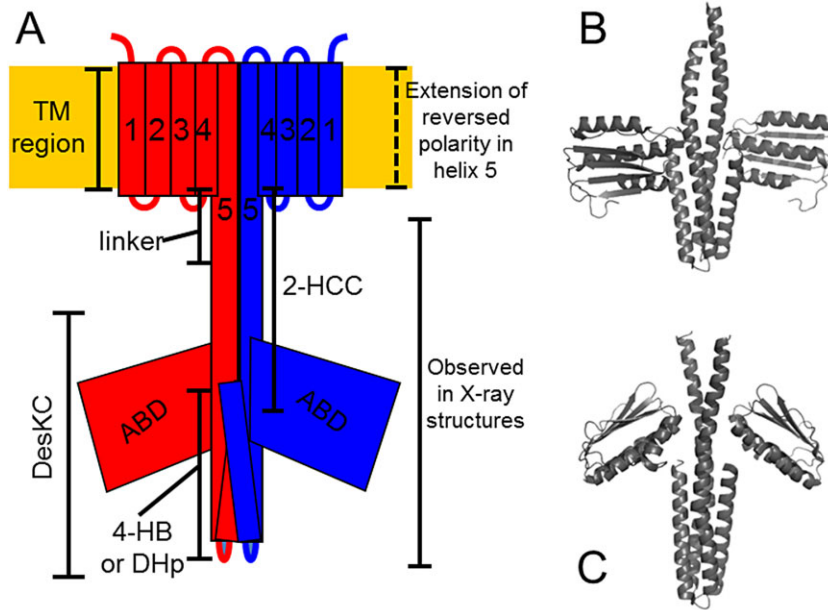 A
B
TM
region
1 2 3 4
4 3 2 1
5 5
Extension of
reversed
polarity in
helix 5
linker
2-HCC
DesKC
ABD
ABD
Observed
in X-ray
structures
4-HB
or DHp
C